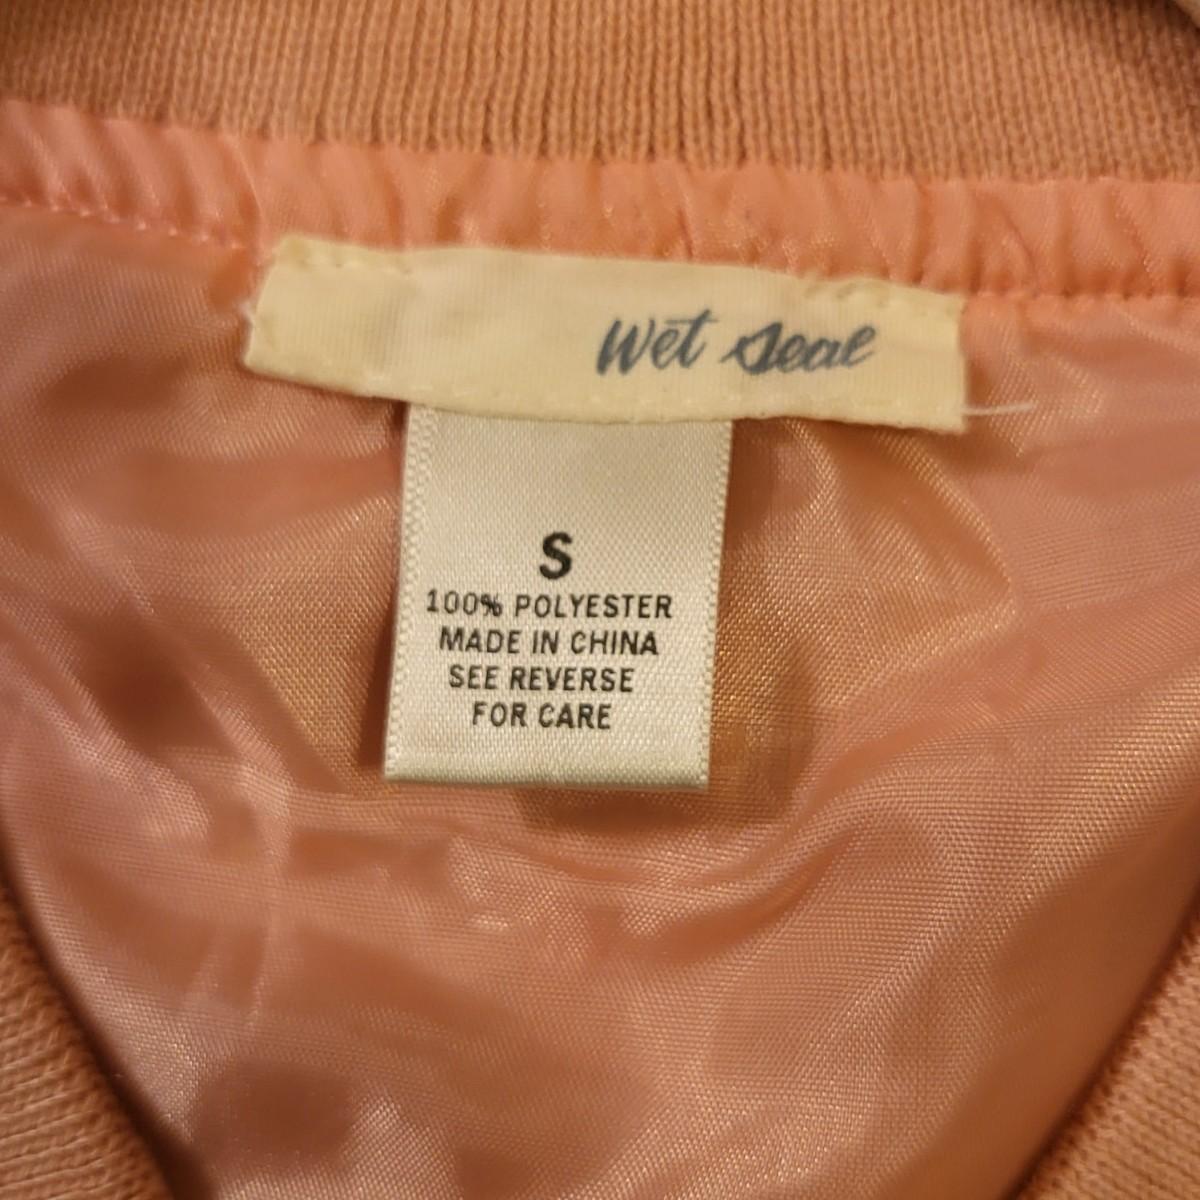 wet seal
S
100% POLYESTER
MADE IN CHINA
SEE REVERSE
FOR CARE